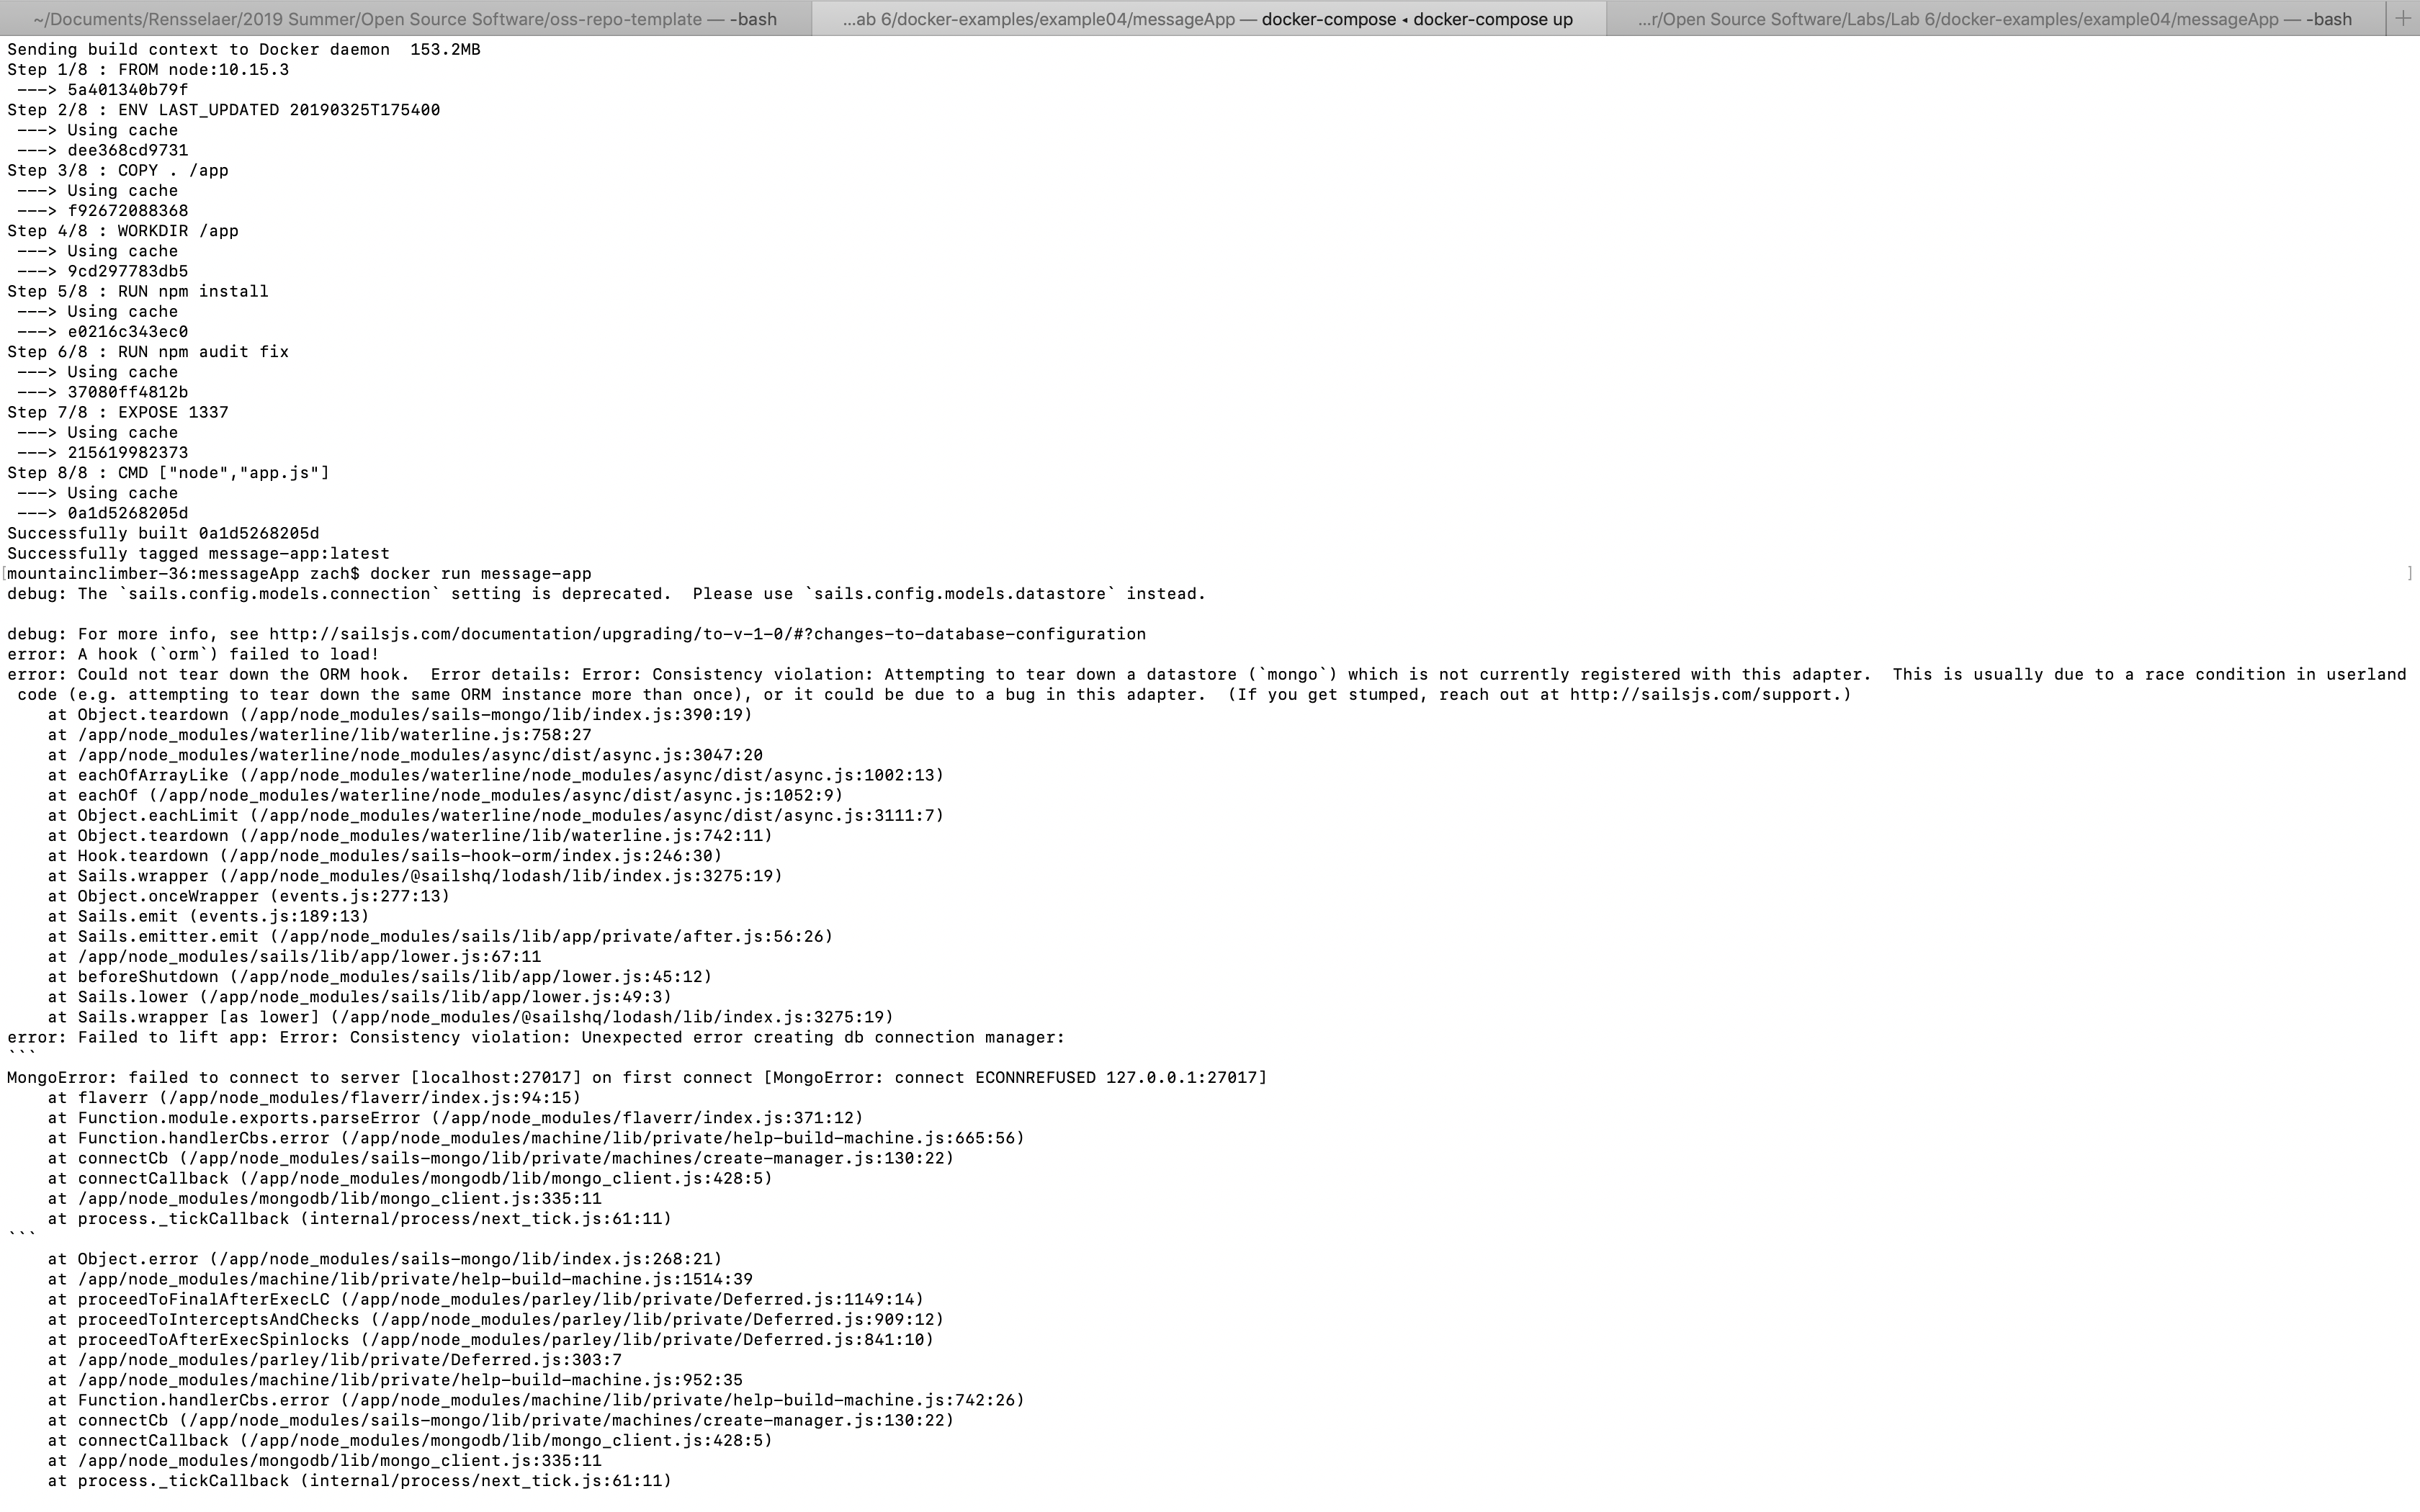 ~/Documents/Rensselaer/2019 Summer/Open Source Software/oss-repo-template — -bash
...ab 6/docker-examples/example04/messageApp — docker-compose ◂ docker-compose up
...r/Open Source Software/Labs/Lab 6/docker-examples/example04/messageApp — -bash
+
Sending build context to Docker daemon  153.2MB
Step 1/8 : FROM node:10.15.3
 ---> 5a401340b79f
Step 2/8 : ENV LAST_UPDATED 20190325T175400
 ---> Using cache
 ---> dee368cd9731
Step 3/8 : COPY . /app
 ---> Using cache
 ---> f92672088368
Step 4/8 : WORKDIR /app
 ---> Using cache
 ---> 9cd297783db5
Step 5/8 : RUN npm install
 ---> Using cache
 ---> e0216c343ec0
Step 6/8 : RUN npm audit fix
 ---> Using cache
 ---> 37080ff4812b
Step 7/8 : EXPOSE 1337
 ---> Using cache
 ---> 215619982373
Step 8/8 : CMD ["node","app.js"]
 ---> Using cache
 ---> 0a1d5268205d
Successfully built 0a1d5268205d
Successfully tagged message-app:latest
[mountainclimber-36:messageApp zach$ docker run message-app ]
debug: The `sails.config.models.connection` setting is deprecated.  Please use `sails.config.models.datastore` instead.
debug: For more info, see http://sailsjs.com/documentation/upgrading/to-v-1-0/#?changes-to-database-configuration
error: A hook (`orm`) failed to load!
error: Could not tear down the ORM hook.  Error details: Error: Consistency violation: Attempting to tear down a datastore (`mongo`) which is not currently registered with this adapter.  This is usually due to a race condition in userland
 code (e.g. attempting to tear down the same ORM instance more than once), or it could be due to a bug in this adapter.  (If you get stumped, reach out at http://sailsjs.com/support.)
    at Object.teardown (/app/node_modules/sails-mongo/lib/index.js:390:19)
    at /app/node_modules/waterline/lib/waterline.js:758:27
    at /app/node_modules/waterline/node_modules/async/dist/async.js:3047:20
    at eachOfArrayLike (/app/node_modules/waterline/node_modules/async/dist/async.js:1002:13)
    at eachOf (/app/node_modules/waterline/node_modules/async/dist/async.js:1052:9)
    at Object.eachLimit (/app/node_modules/waterline/node_modules/async/dist/async.js:3111:7)
    at Object.teardown (/app/node_modules/waterline/lib/waterline.js:742:11)
    at Hook.teardown (/app/node_modules/sails-hook-orm/index.js:246:30)
    at Sails.wrapper (/app/node_modules/@sailshq/lodash/lib/index.js:3275:19)
    at Object.onceWrapper (events.js:277:13)
    at Sails.emit (events.js:189:13)
    at Sails.emitter.emit (/app/node_modules/sails/lib/app/private/after.js:56:26)
    at /app/node_modules/sails/lib/app/lower.js:67:11
    at beforeShutdown (/app/node_modules/sails/lib/app/lower.js:45:12)
    at Sails.lower (/app/node_modules/sails/lib/app/lower.js:49:3)
    at Sails.wrapper [as lower] (/app/node_modules/@sailshq/lodash/lib/index.js:3275:19)
error: Failed to lift app: Error: Consistency violation: Unexpected error creating db connection manager:
```
MongoError: failed to connect to server [localhost:27017] on first connect [MongoError: connect ECONNREFUSED 127.0.0.1:27017]
    at flaverr (/app/node_modules/flaverr/index.js:94:15)
    at Function.module.exports.parseError (/app/node_modules/flaverr/index.js:371:12)
    at Function.handlerCbs.error (/app/node_modules/machine/lib/private/help-build-machine.js:665:56)
    at connectCb (/app/node_modules/sails-mongo/lib/private/machines/create-manager.js:130:22)
    at connectCallback (/app/node_modules/mongodb/lib/mongo_client.js:428:5)
    at /app/node_modules/mongodb/lib/mongo_client.js:335:11
    at process._tickCallback (internal/process/next_tick.js:61:11)
```
    at Object.error (/app/node_modules/sails-mongo/lib/index.js:268:21)
    at /app/node_modules/machine/lib/private/help-build-machine.js:1514:39
    at proceedToFinalAfterExecLC (/app/node_modules/parley/lib/private/Deferred.js:1149:14)
    at proceedToInterceptsAndChecks (/app/node_modules/parley/lib/private/Deferred.js:909:12)
    at proceedToAfterExecSpinlocks (/app/node_modules/parley/lib/private/Deferred.js:841:10)
    at /app/node_modules/parley/lib/private/Deferred.js:303:7
    at /app/node_modules/machine/lib/private/help-build-machine.js:952:35
    at Function.handlerCbs.error (/app/node_modules/machine/lib/private/help-build-machine.js:742:26)
    at connectCb (/app/node_modules/sails-mongo/lib/private/machines/create-manager.js:130:22)
    at connectCallback (/app/node_modules/mongodb/lib/mongo_client.js:428:5)
    at /app/node_modules/mongodb/lib/mongo_client.js:335:11
    at process._tickCallback (internal/process/next_tick.js:61:11)